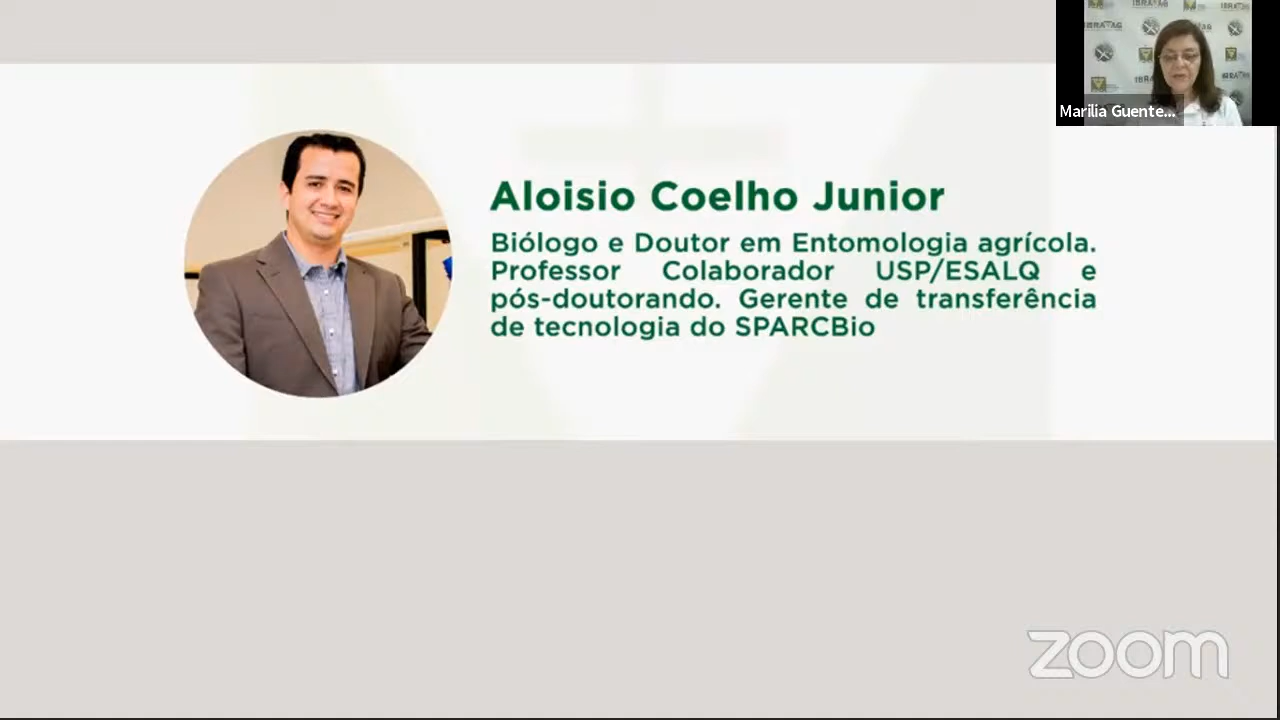 IBRATAG
Marilia Guente...
Aloisio Coelho Junior
Biólogo e Doutor em Entomologia agrícola.
Professor Colaborador USP/ESALQ e
pós-doutorando. Gerente de transferência
de tecnologia do SPARCBio
zoom